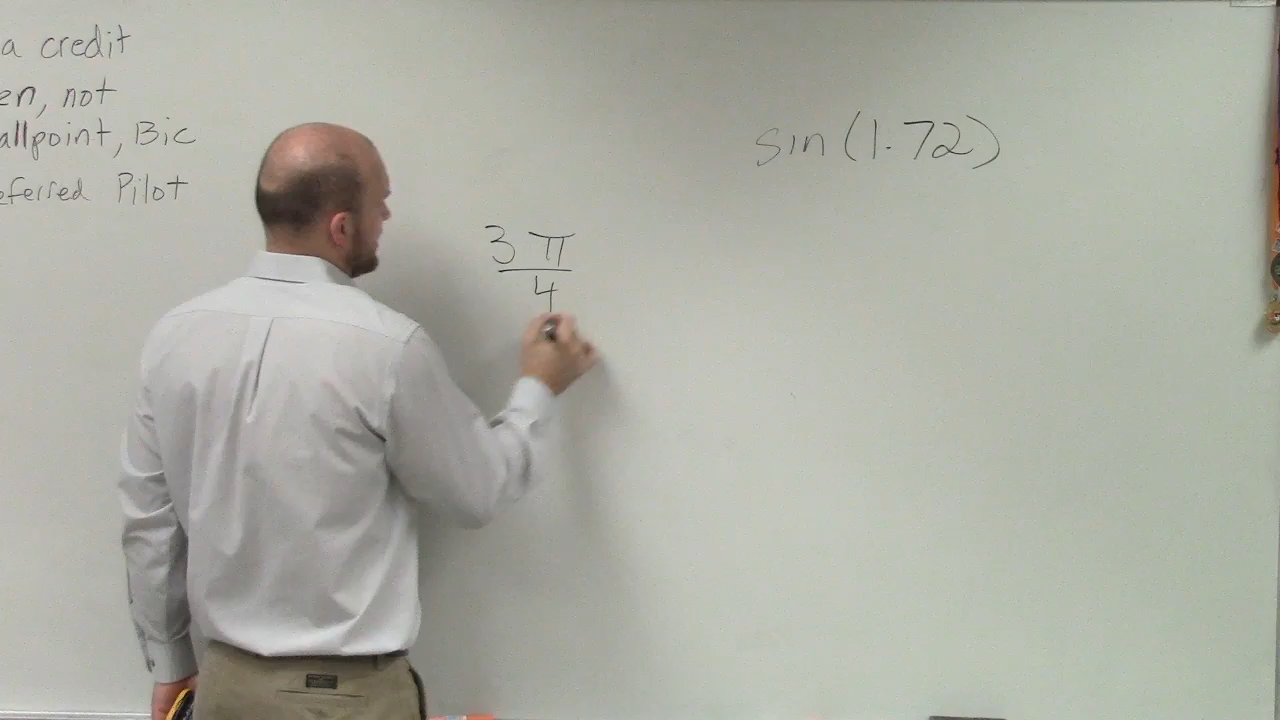 a credit
en, not
allpoint, Bic
eferred Pilot
sin(1.72)
3π
4